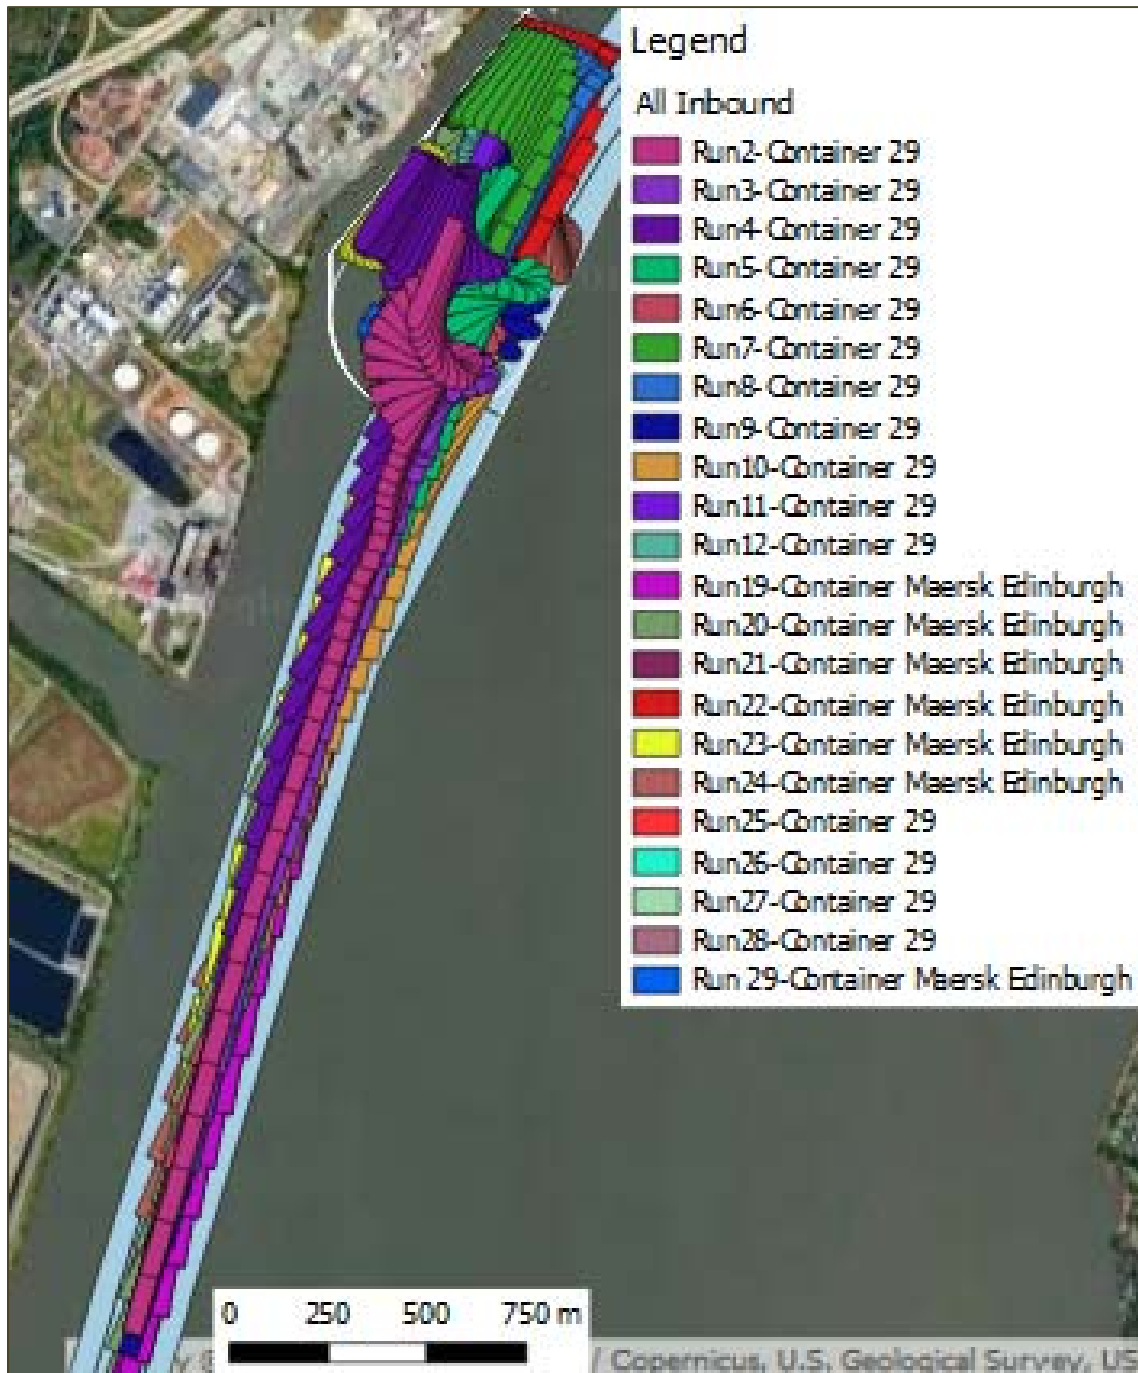 Legend
All Inbound
Run2-Container 29
Run3-Container 29
Run4-Container 29
Run5-Container 29
Run6-Container 29
Run7-Container 29
Run8-Container 29
Run9-Container 29
Run10-Container 29
Run11-Container 29
Run12-Container 29
Run19-Container Maersk Edinburgh
Run20-Container Maersk Edinburgh
Run21-Container Maersk Edinburgh
Run22-Container Maersk Edinburgh
Run23-Container Maersk Edinburgh
Run24-Container Maersk Edinburgh
Run25-Container 29
Run26-Container 29
Run27-Container 29
Run28-Container 29
Run 29-Container Maersk Edinburgh
0 250 500 750 m
/ Copernicus, U.S. Geological Survey, US